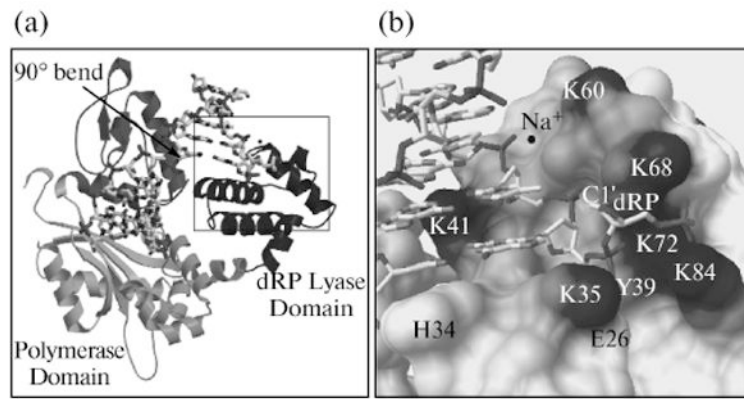 (a)
90° bend
dRP Lyase
Domain
Polymerase
Domain
(b)
K60
Na⁺
K68
C1'
dRP
K41
K72
K84
K35
Y39
H34
E26